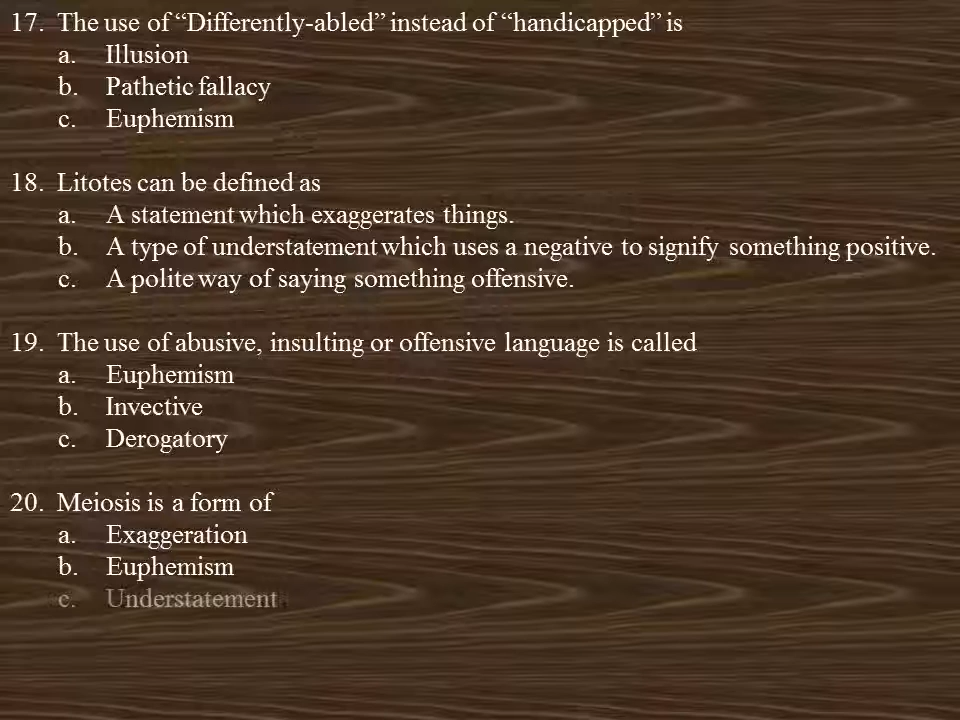 17. The use of “Differently-abled” instead of “handicapped” is
a. Illusion
b. Pathetic fallacy
c. Euphemism
18. Litotes can be defined as
a. A statement which exaggerates things.
b. A type of understatement which uses a negative to signify something positive.
c. A polite way of saying something offensive.
19. The use of abusive, insulting or offensive language is called
a. Euphemism
b. Invective
c. Derogatory
20. Meiosis is a form of
a. Exaggeration
b. Euphemism
c. Understatement